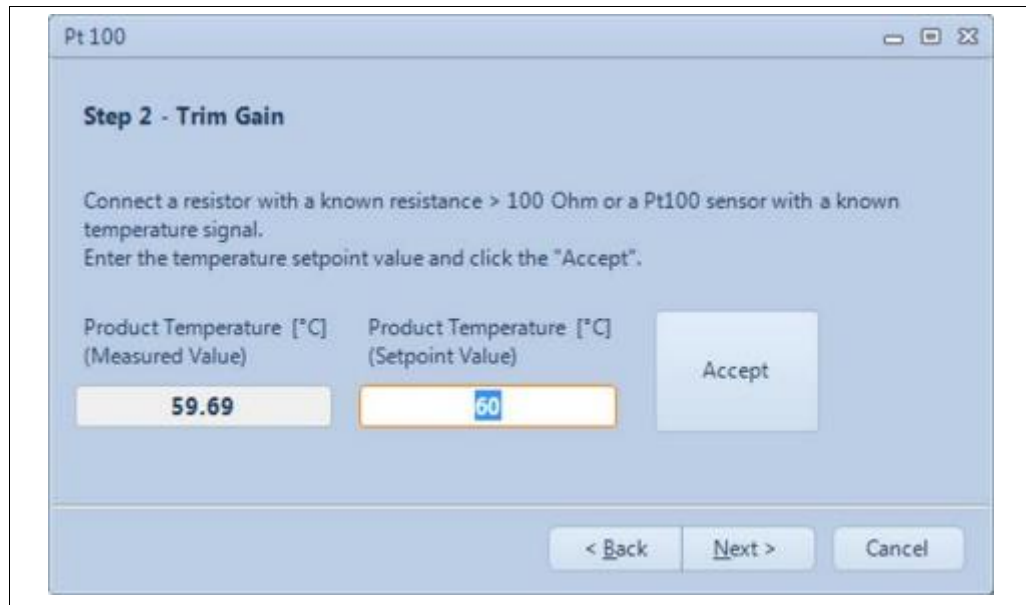 Pt 100
Step 2 - Trim Gain
Connect a resistor with a known resistance > 100 Ohm or a Pt100 sensor with a known
temperature signal.
Enter the temperature setpoint value and click the "Accept".
Product Temperature [°C]
(Measured Value)
59.69
Product Temperature [°C]
(Setpoint Value)
60
Accept
< Back
Next >
Cancel